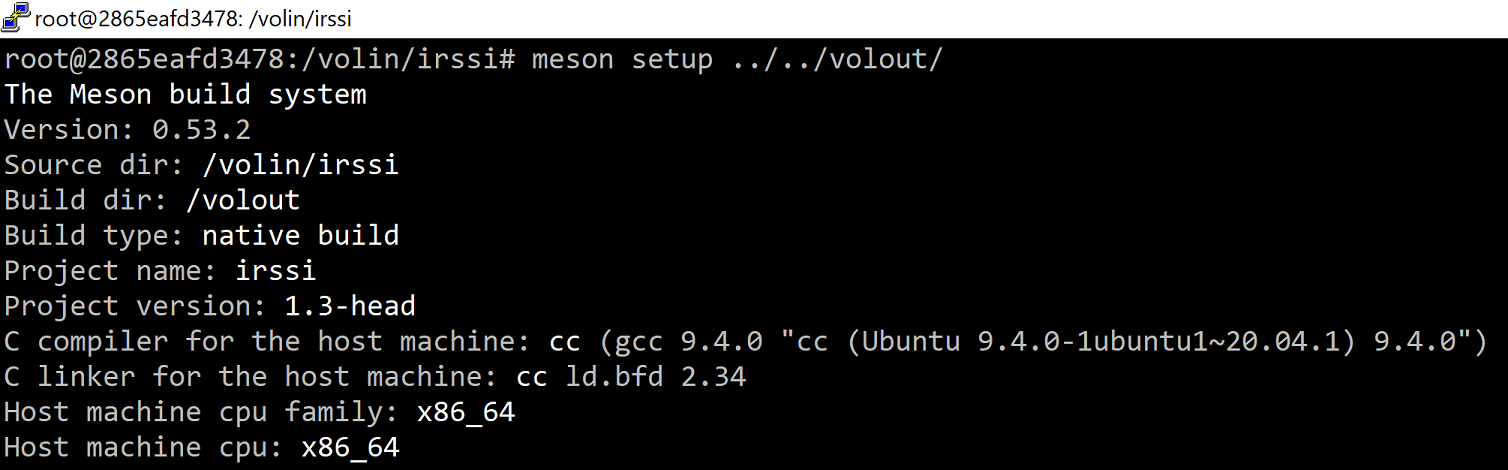 root@2865eafd3478: /volin/irssi
root@2865eafd3478:/volin/irssi# meson setup ../../volout/
The Meson build system
Version: 0.53.2
Source dir: /volin/irssi
Build dir: /volout
Build type: native build
Project name: irssi
Project version: 1.3-head
C compiler for the host machine: cc (gcc 9.4.0 "cc (Ubuntu 9.4.0-1ubuntu1~20.04.1) 9.4.0")
C linker for the host machine: cc ld.bfd 2.34
Host machine cpu family: x86_64
Host machine cpu: x86_64